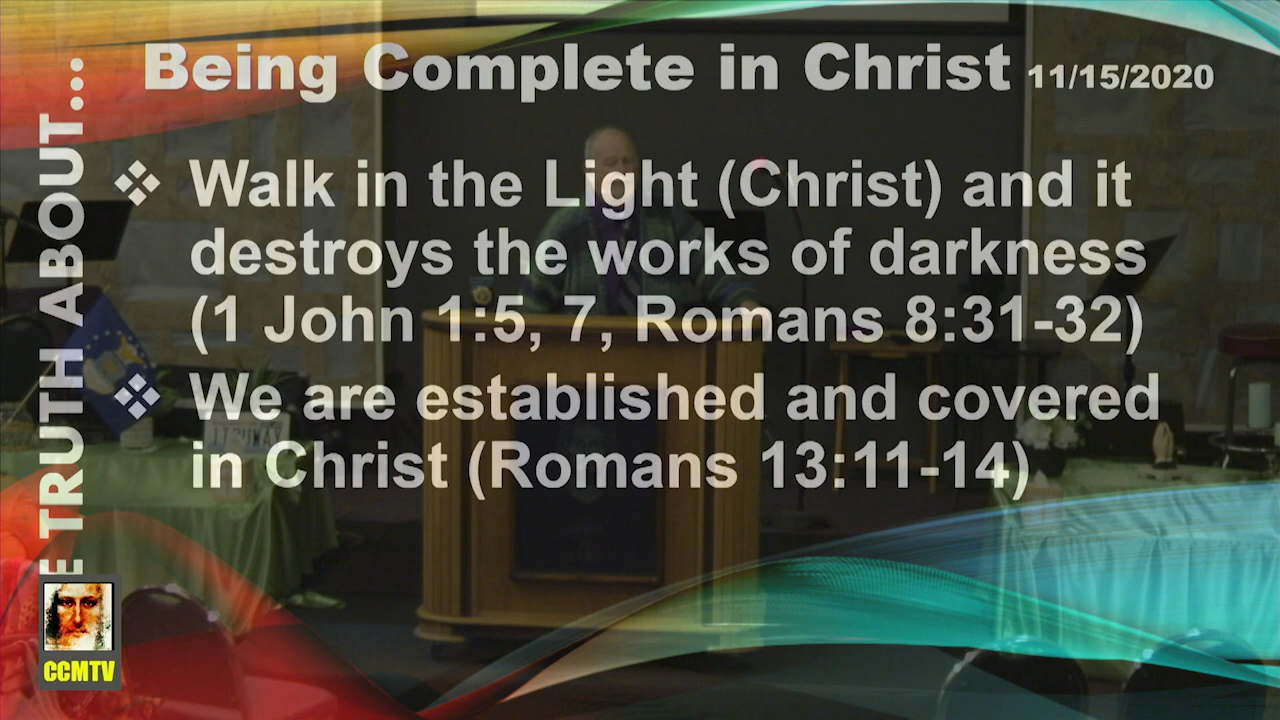 Being Complete in Christ 11/15/2020
E TRUTH ABOUT...
❖ Walk in the Light (Christ) and it
destroys the works of darkness
(1 John 1:5, 7, Romans 8:31-32)
❖ We are established and covered
in Christ (Romans 13:11-14)
CCMTV